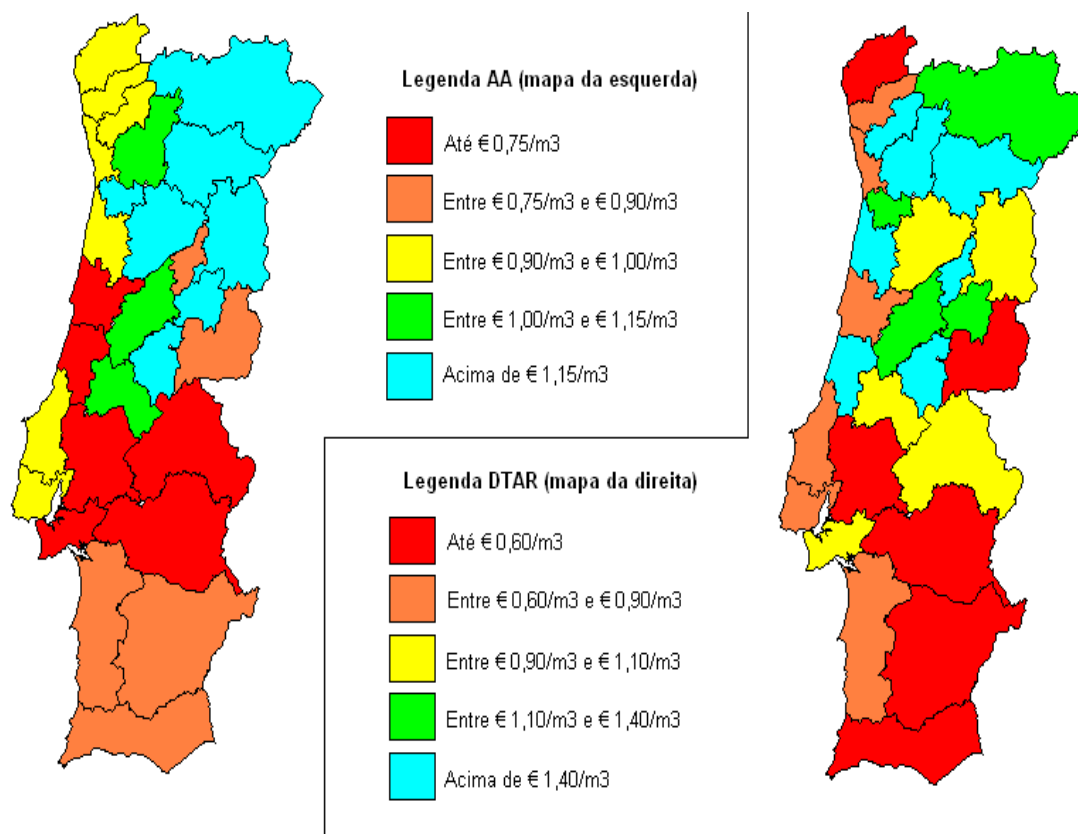 Legenda AA (mapa da esquerda)
Até € 0,75/m3
Entre € 0,75/m3 e € 0,90/m3
Entre € 0,90/m3 e € 1,00/m3
Entre € 1,00/m3 e € 1,15/m3
Acima de € 1,15/m3
Legenda DTAR (mapa da direita)
Até € 0,60/m3
Entre € 0,60/m3 e € 0,90/m3
Entre € 0,90/m3 e € 1,10/m3
Entre € 1,10/m3 e € 1,40/m3
Acima de € 1,40/m3